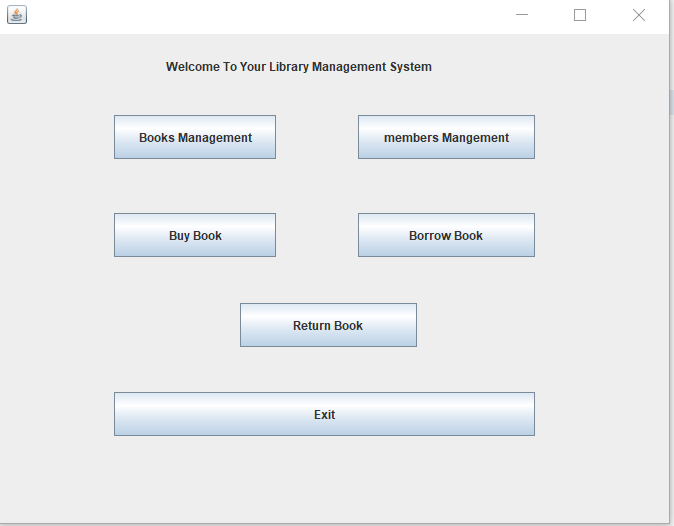 Welcome To Your Library Management System
Books Management
members Mangement
Buy Book
Borrow Book
Return Book
Exit